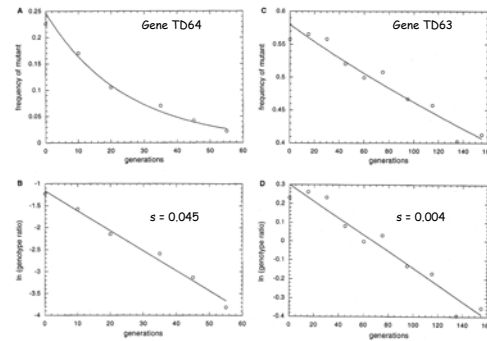 A
Gene TD64
frequency of mutant
0.25
0.2
0.15
0.1
0.05
0
0 10 20 30 40 50 60
generations
C
Gene TD63
frequency of mutant
0.6
0.55
0.5
0.45
0.4
0 20 40 60 80 100 120 140 160
generations
B
s = 0.045
ln (genotype ratio)
-1
-1.5
-2
-2.5
-3
-3.5
-4
0 10 20 30 40 50 60
generations
D
s = 0.004
ln (genotype ratio)
0.3
0.2
0.1
0
-0.1
-0.2
-0.3
-0.4
0 20 40 60 80 100 120 140
generations